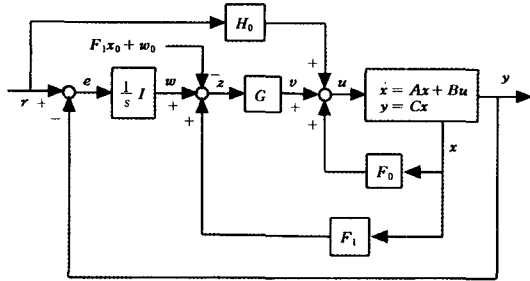 H₀
F₁x₀ + w₀
−
+
r
+
e
1/s I
w
+
z
G
v
+
u
ẋ = Ax + Bu
y = Cx
y
−
+
+
x
F₀
F₁